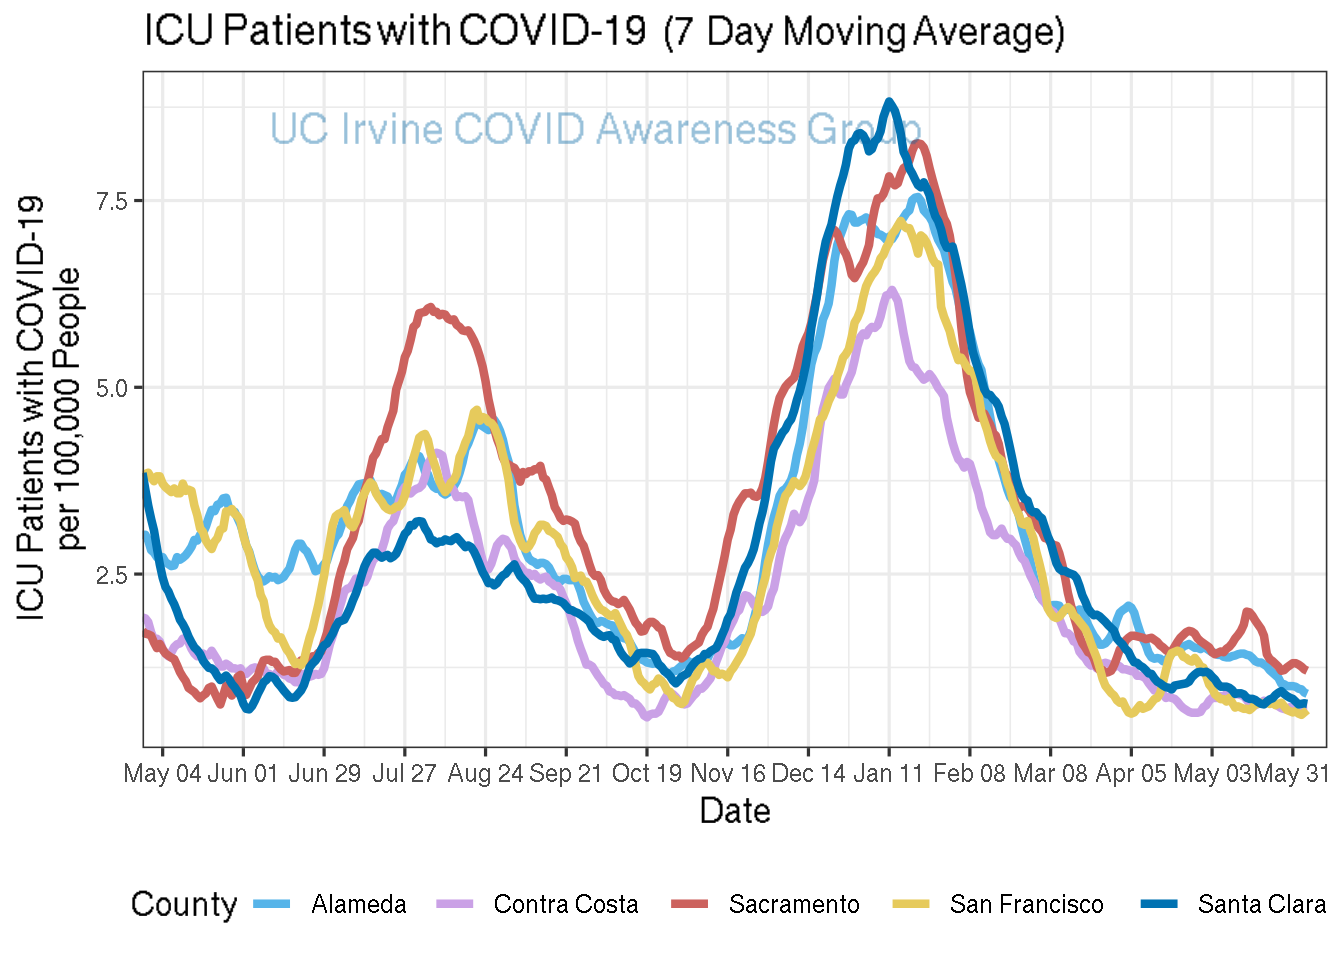 ICU Patients with COVID-19 (7 Day Moving Average)
UC Irvine COVID Awareness Group
ICU Patients with COVID-19
per 100,000 People
7.5
5.0
2.5
May 04 Jun 01 Jun 29 Jul 27 Aug 24 Sep 21 Oct 19 Nov 16 Dec 14 Jan 11 Feb 08 Mar 08 Apr 05 May 03 May 31
Date
County Alameda Contra Costa Sacramento San Francisco Santa Clara